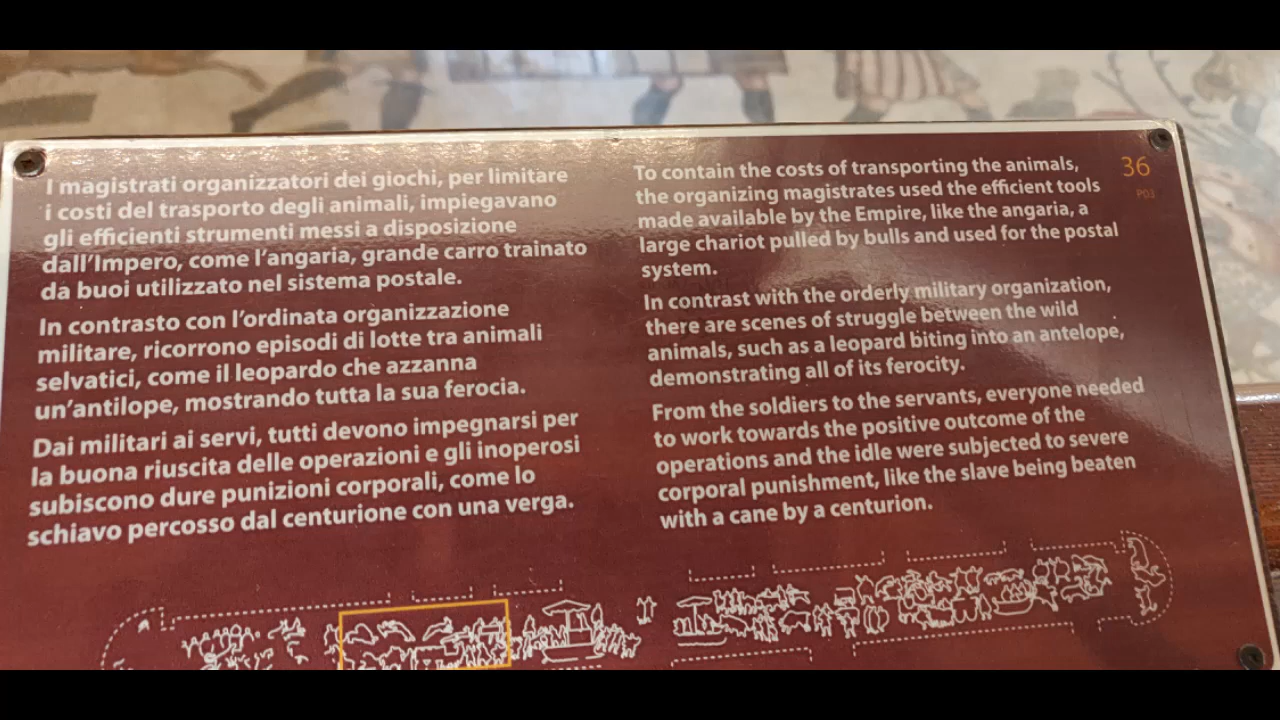 I magistrati organizzatori dei giochi, per limitare
i costi del trasporto degli animali, impiegavano
gli efficienti strumenti messi a disposizione
dall'Impero, come l'angaria, grande carro trainato
da buoi utilizzato nel sistema postale.
In contrasto con l'ordinata organizzazione
militare, ricorrono episodi di lotte tra animali
selvatici, come il leopardo che azzanna
un'antilope, mostrando tutta la sua ferocia.
Dai militari ai servi, tutti devono impegnarsi per
la buona riuscita delle operazioni e gli inoperosi
subiscono dure punizioni corporali, come lo
schiavo percosso dal centurione con una verga.
To contain the costs of transporting the animals,
the organizing magistrates used the efficient tools
made available by the Empire, like the angaria, a
large chariot pulled by bulls and used for the postal
system.
In contrast with the orderly military organization,
there are scenes of struggle between the wild
animals, such as a leopard biting into an antelope,
demonstrating all of its ferocity.
From the soldiers to the servants, everyone needed
to work towards the positive outcome of the
operations and the idle were subjected to severe
corporal punishment, like the slave being beaten
with a cane by a centurion.
36
P03